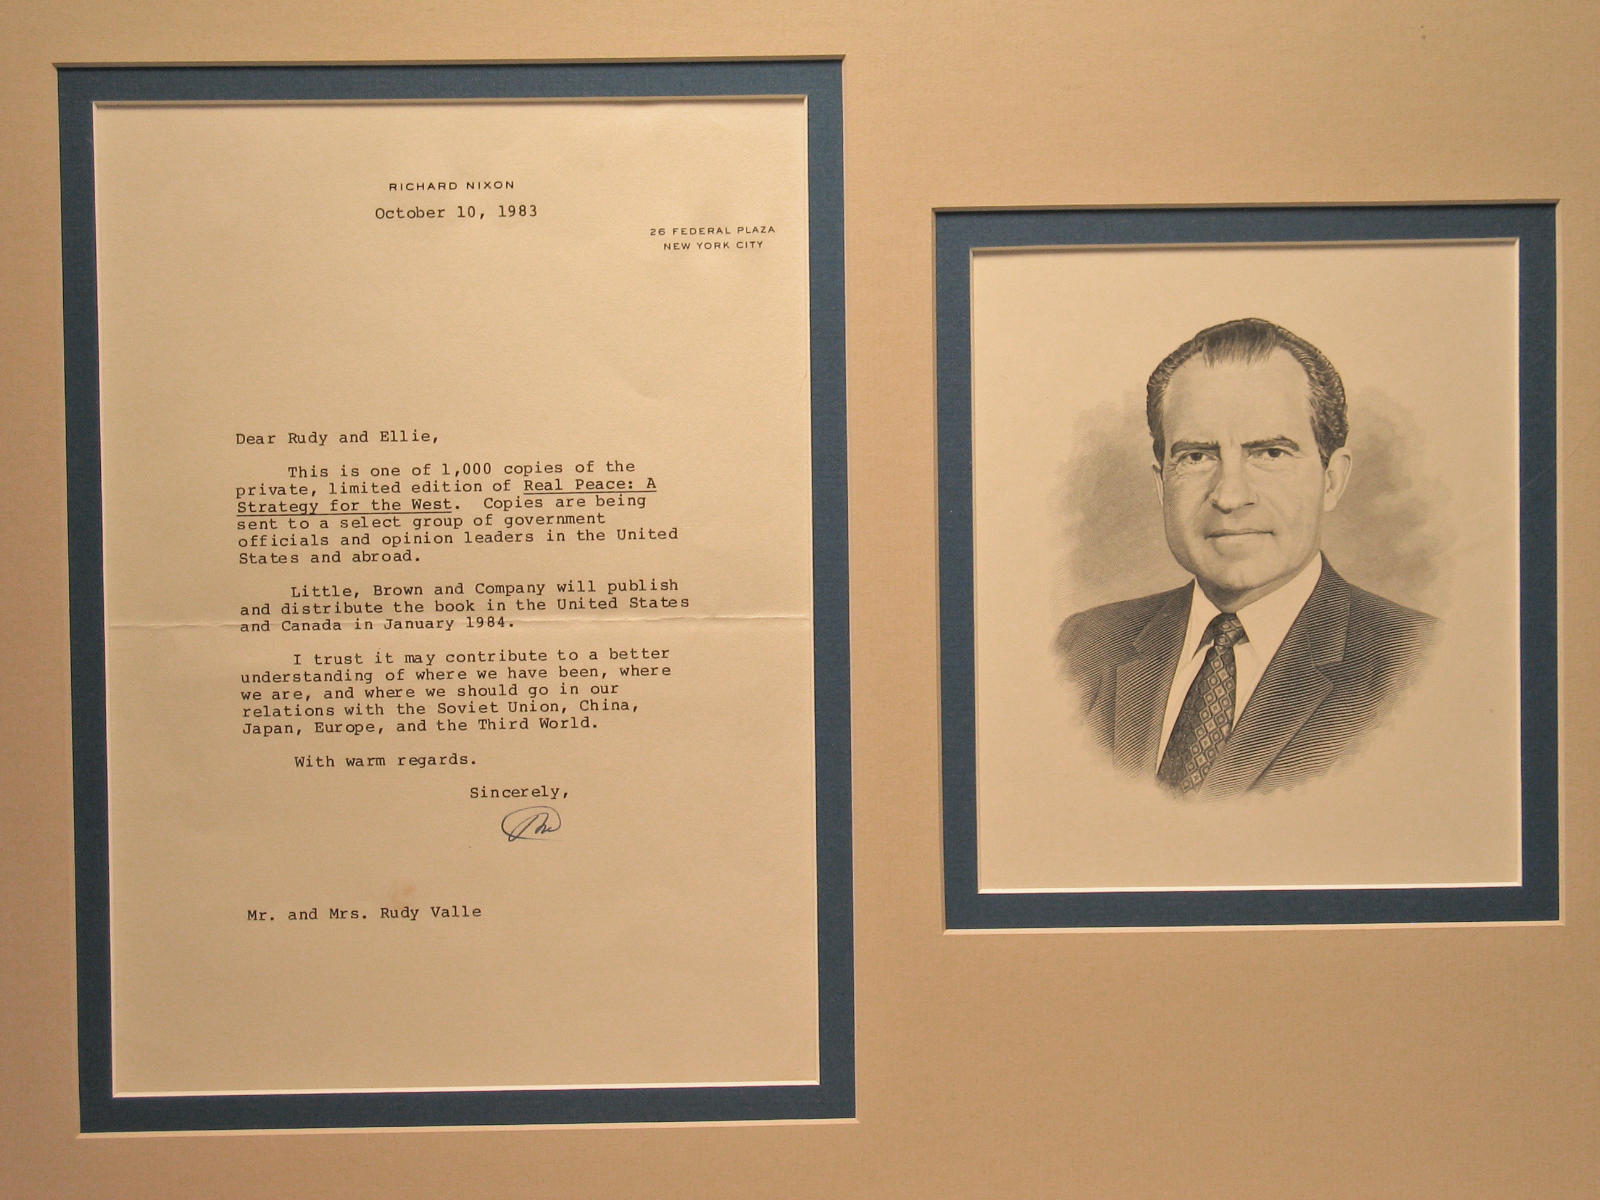 RICHARD NIXON
October 10, 1983
26 FEDERAL PLAZA
NEW YORK CITY
Dear Rudy and Ellie,
This is one of 1,000 copies of the
private, limited edition of Real Peace: A
Strategy for the West. Copies are being
sent to a select group of government
officials and opinion leaders in the United
States and abroad.
Little, Brown and Company will publish
and distribute the book in the United States
and Canada in January 1984.
I trust it may contribute to a better
understanding of where we have been, where
we are, and where we should go in our
relations with the Soviet Union, China,
Japan, Europe, and the Third World.
With warm regards.
Sincerely,
Mr. and Mrs. Rudy Valle